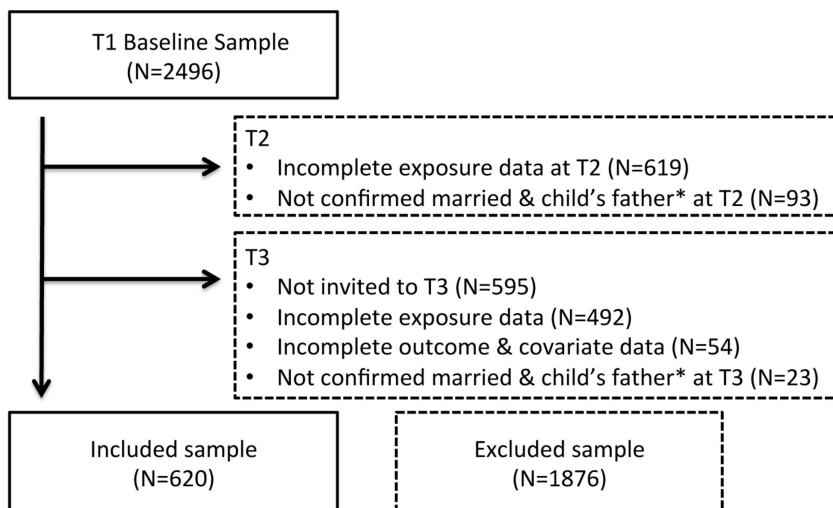 T1 Baseline Sample
(N=2496)
T2
• Incomplete exposure data at T2 (N=619)
• Not confirmed married & child's father* at T2 (N=93)
T3
• Not invited to T3 (N=595)
• Incomplete exposure data (N=492)
• Incomplete outcome & covariate data (N=54)
• Not confirmed married & child's father* at T3 (N=23)
Included sample
(N=620)
Excluded sample
(N=1876)